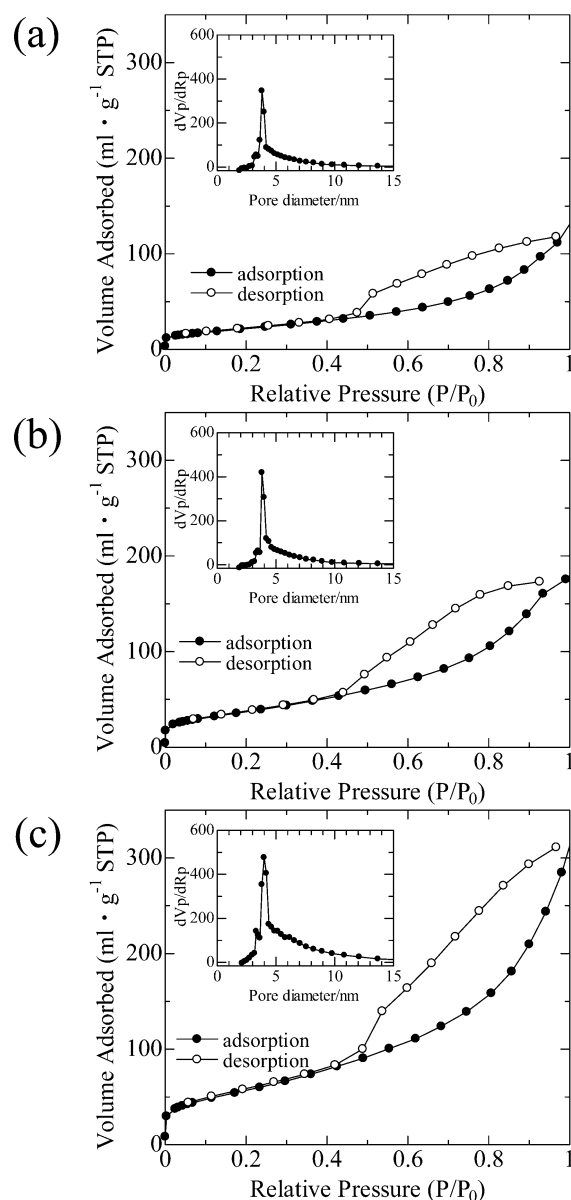 (a)
Volume Adsorbed (ml・g⁻¹ STP)
300
200
100
0
600
400
200
0
dVp/dRp
0 5 10 15
Pore diameter/nm
adsorption
desorption
0 0.2 0.4 0.6 0.8 1
Relative Pressure (P/P₀)
(b)
Volume Adsorbed (ml・g⁻¹ STP)
300
200
100
0
600
400
200
0
dVp/dRp
0 5 10 15
Pore diameter/nm
adsorption
desorption
0 0.2 0.4 0.6 0.8 1
Relative Pressure (P/P₀)
(c)
Volume Adsorbed (ml・g⁻¹ STP)
300
200
100
0
600
400
200
0
dVp/dRp
0 5 10 15
Pore diameter/nm
adsorption
desorption
0 0.2 0.4 0.6 0.8 1
Relative Pressure (P/P₀)